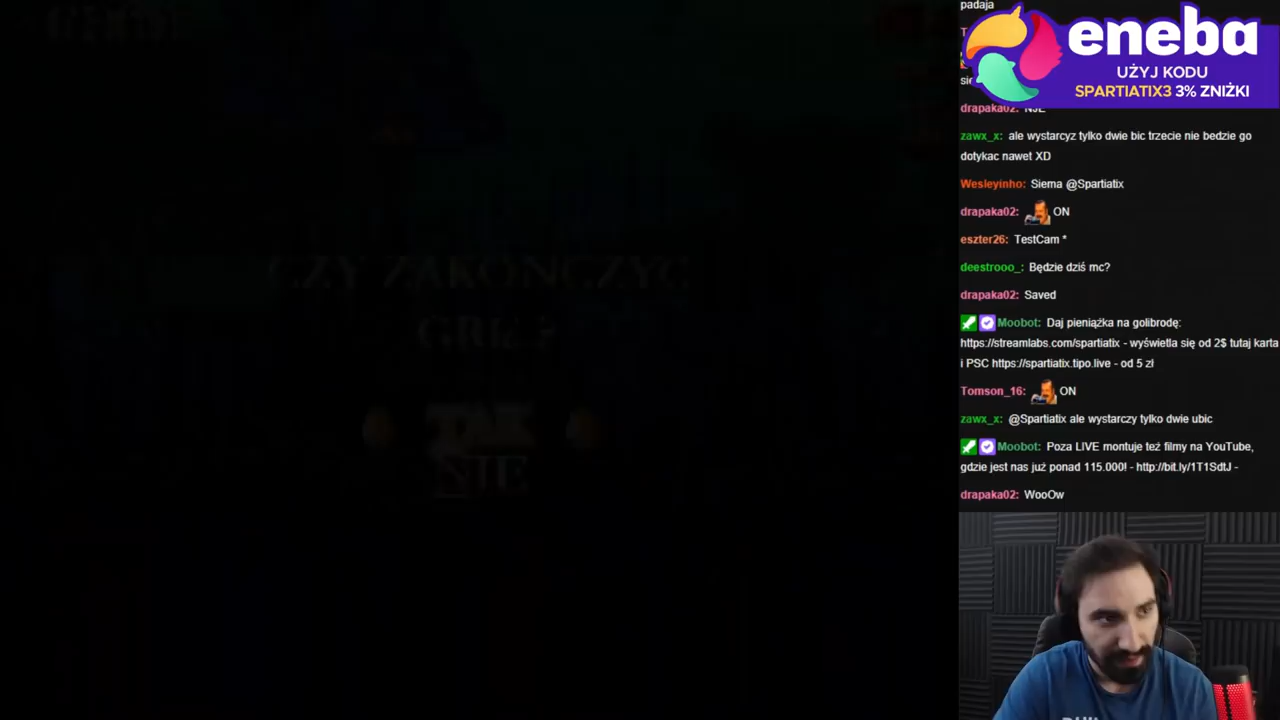 CZY ZAKOŃCZYĆ
GRĘ?
TAK
NIE
padaja
eneba
UŻYJ KODU
SPARTIATIX3 3% ZNIŻKI
drapaka02: NJE
zawx_x: ale wystarcyz tylko dwie bic trzecie nie bedzie go
dotykac nawet XD
Wesleyinho: Siema @Spartiatix
drapaka02: ON
eszter26: TestCam *
deestrooo_: Będzie dziś mc?
drapaka02: Saved
Moobot: Daj pieniążka na golibrodę:
https://streamlabs.com/spartiatix - wyświetla się od 2$ tutaj karta
i PSC https://spartiatix.tipo.live - od 5 zł
Tomson_16: ON
zawx_x: @Spartiatix ale wystarczy tylko dwie ubic
Moobot: Poza LIVE montuje też filmy na YouTube,
gdzie jest nas już ponad 115.000! - http://bit.ly/1T1SdtJ -
drapaka02: WooOw